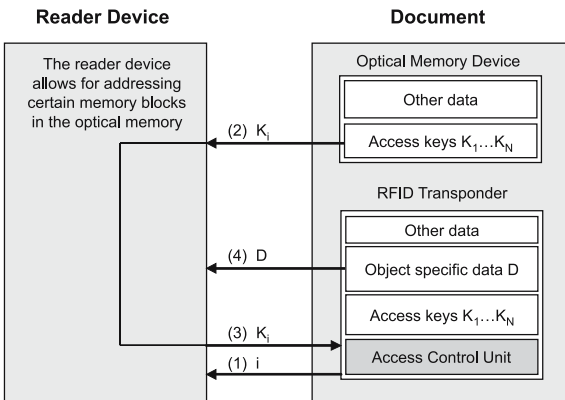 Reader Device
Document
The reader device
allows for addressing
certain memory blocks
in the optical memory
Optical Memory Device
Other data
(2) Kᵢ
Access keys K₁…K_N
RFID Transponder
Other data
(4) D
Object specific data D
Access keys K₁…K_N
(3) Kᵢ
Access Control Unit
(1) i